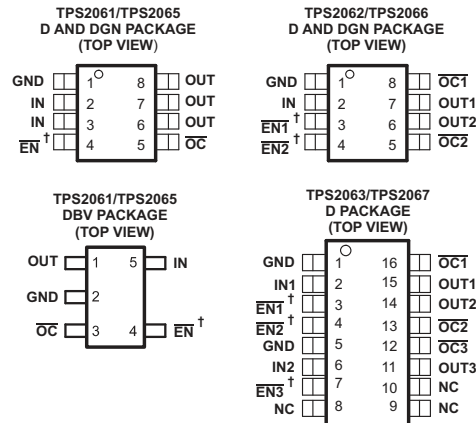 TPS2061/TPS2065
D AND DGN PACKAGE
(TOP VIEW)
GND 1 8 OUT
IN 2 7 OUT
IN 3 6 OUT
EN † 4 5 OC
TPS2062/TPS2066
D AND DGN PACKAGE
(TOP VIEW)
GND 1 8 OC1
IN 2 7 OUT1
EN1 † 3 6 OUT2
EN2 † 4 5 OC2
TPS2061/TPS2065
DBV PACKAGE
(TOP VIEW)
OUT 1 5 IN
GND 2
OC 3 4 EN †
TPS2063/TPS2067
D PACKAGE
(TOP VIEW)
GND 1 16 OC1
IN1 2 15 OUT1
EN1 † 3 14 OUT2
EN2 † 4 13 OC2
GND 5 12 OC3
IN2 6 11 OUT3
EN3 † 7 10 NC
NC 8 9 NC